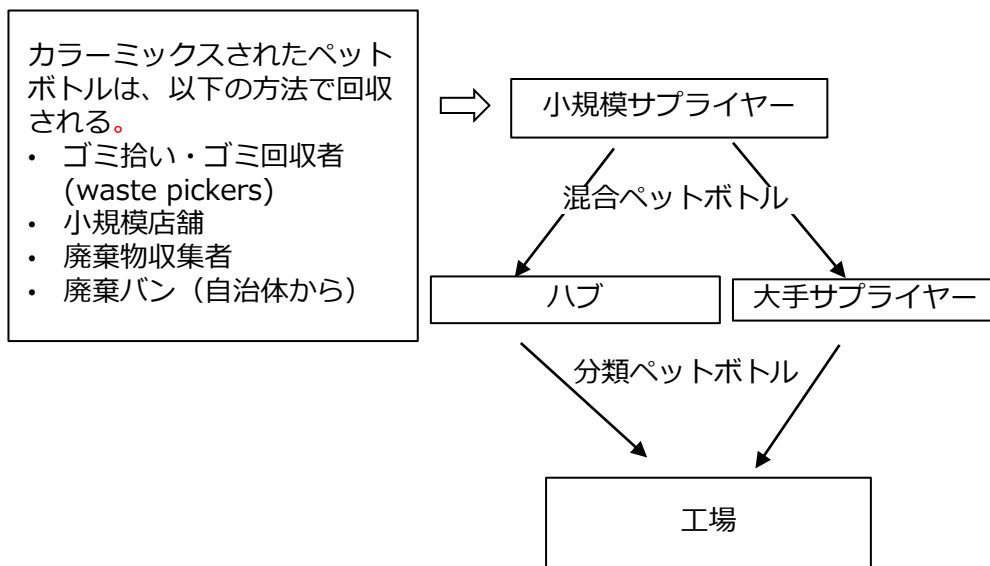 カラーミックスされたペット
ボトルは、以下の方法で回収
される。
• ゴミ拾い・ゴミ回収者
(waste pickers)
• 小規模店舗
• 廃棄物収集者
• 廃棄バン（自治体から）
小規模サプライヤー
混合ペットボトル
ハブ
大手サプライヤー
分類ペットボトル
工場